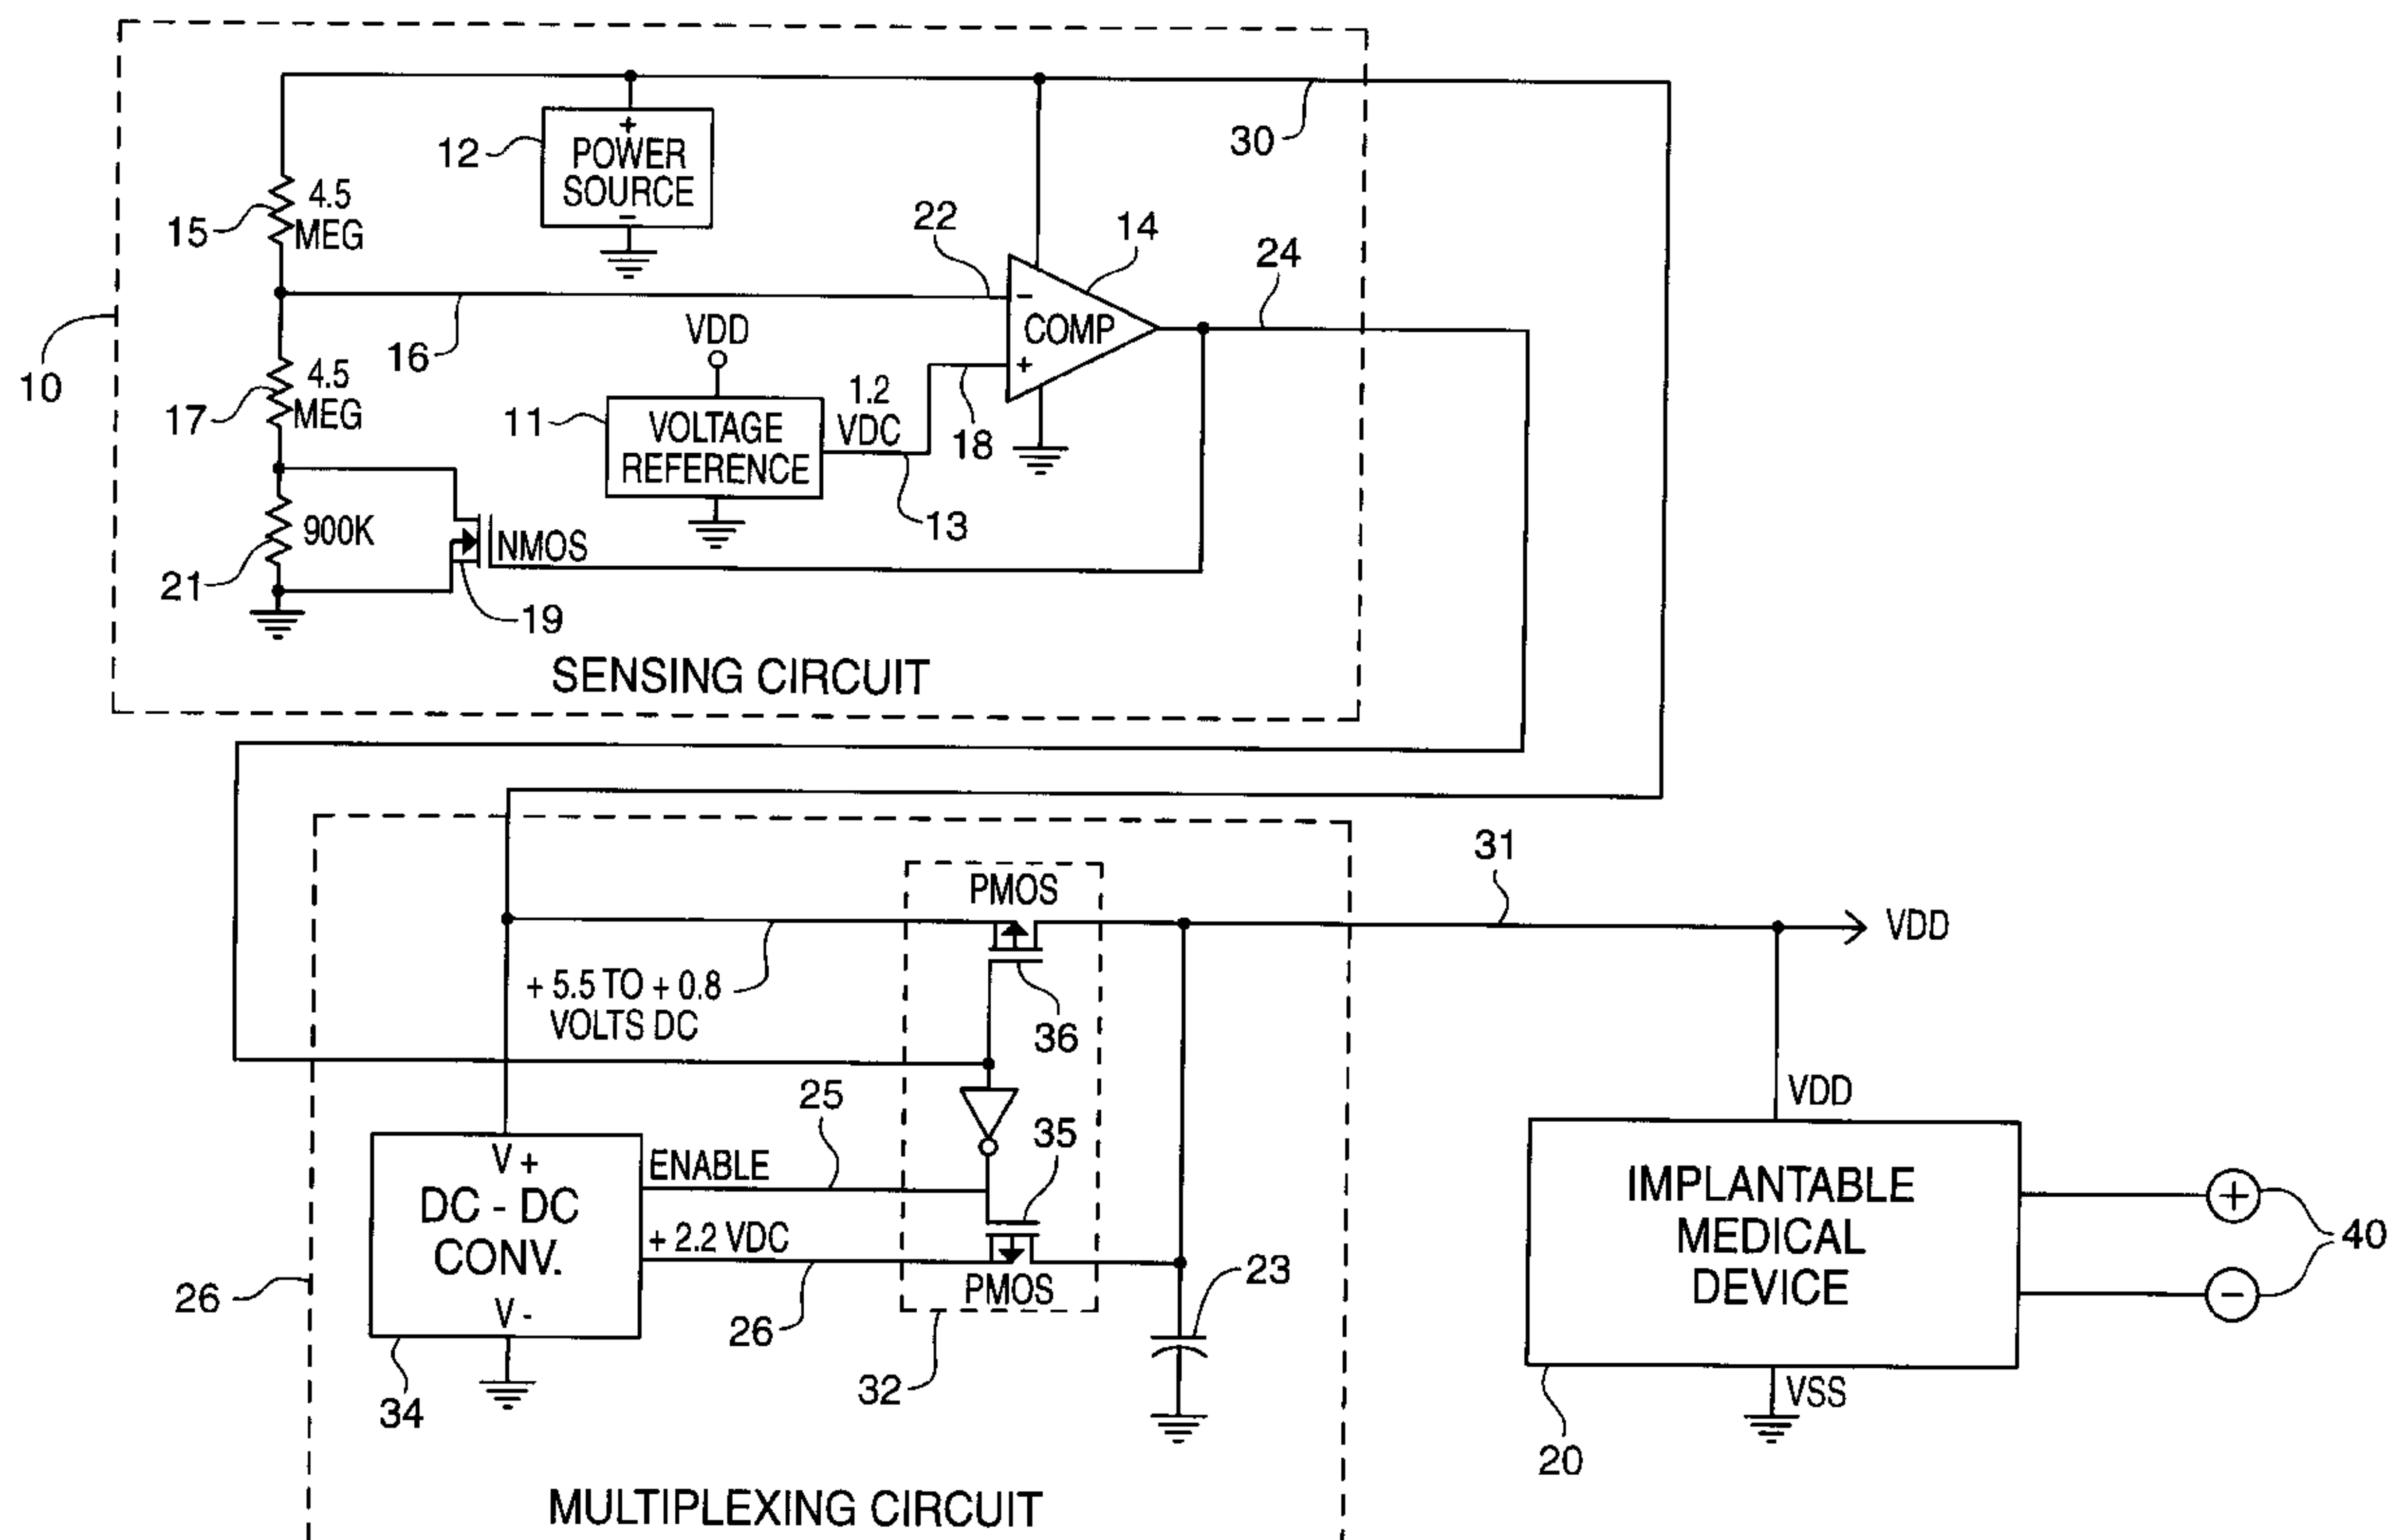 +
POWER
SOURCE
−
12
30
4.5
MEG
15
22
14
24
16
−
COMP
+
VDD
10
4.5
MEG
17
1.2
VDC
11
VOLTAGE
REFERENCE
18
13
900K
NMOS
21
19
SENSING CIRCUIT
31
PMOS
VDD
+ 5.5 TO + 0.8
VOLTS DC
36
VDD
25
35
V +
ENABLE
DC - DC
CONV.
+ 2.2 VDC
V -
PMOS
IMPLANTABLE
MEDICAL
DEVICE
+
−
40
26
26
23
34
32
VSS
20
MULTIPLEXING CIRCUIT